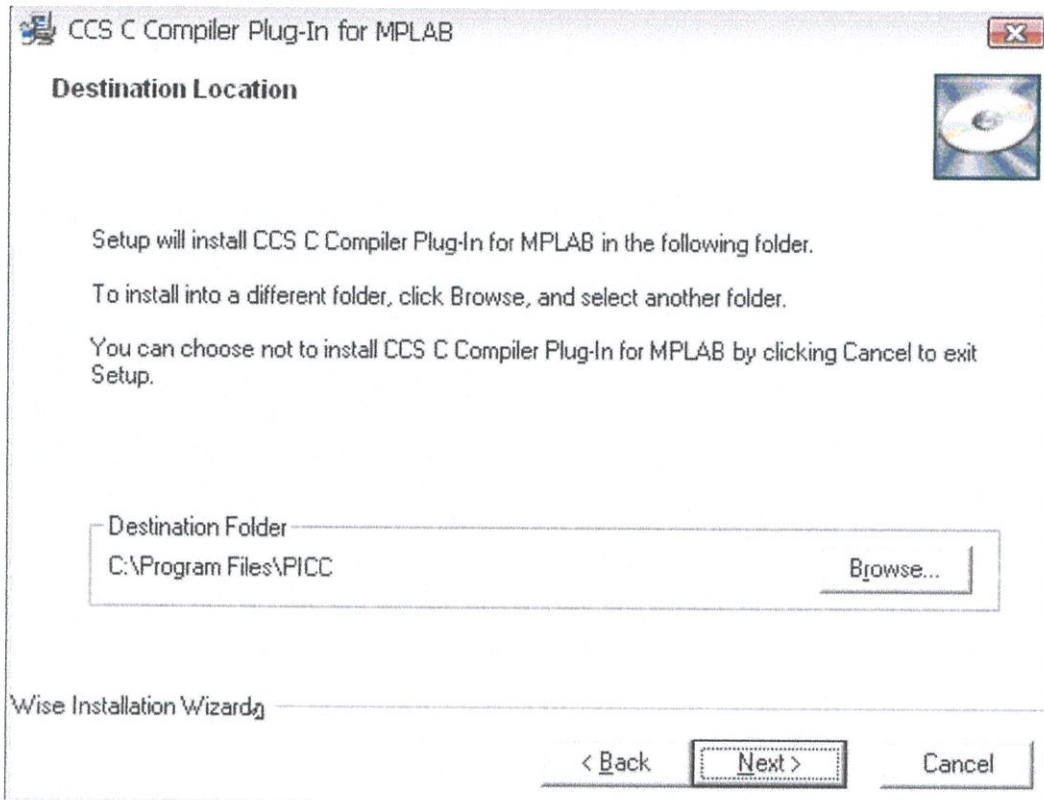 CCS C Compiler Plug-In for MPLAB
Destination Location
Setup will install CCS C Compiler Plug-In for MPLAB in the following folder.
To install into a different folder, click Browse, and select another folder.
You can choose not to install CCS C Compiler Plug-In for MPLAB by clicking Cancel to exit
Setup.
Destination Folder
C:\Program Files\PICC
Browse...
Wise Installation Wizard
< Back
Next >
Cancel